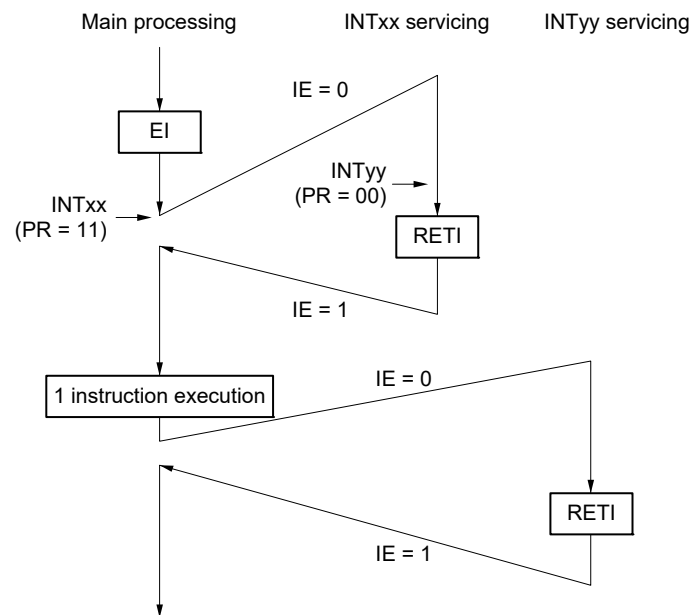 Main processing
INTxx servicing
INTyy servicing
IE = 0
EI
INTyy
(PR = 00)
INTxx
(PR = 11)
RETI
IE = 1
IE = 0
1 instruction execution
RETI
IE = 1